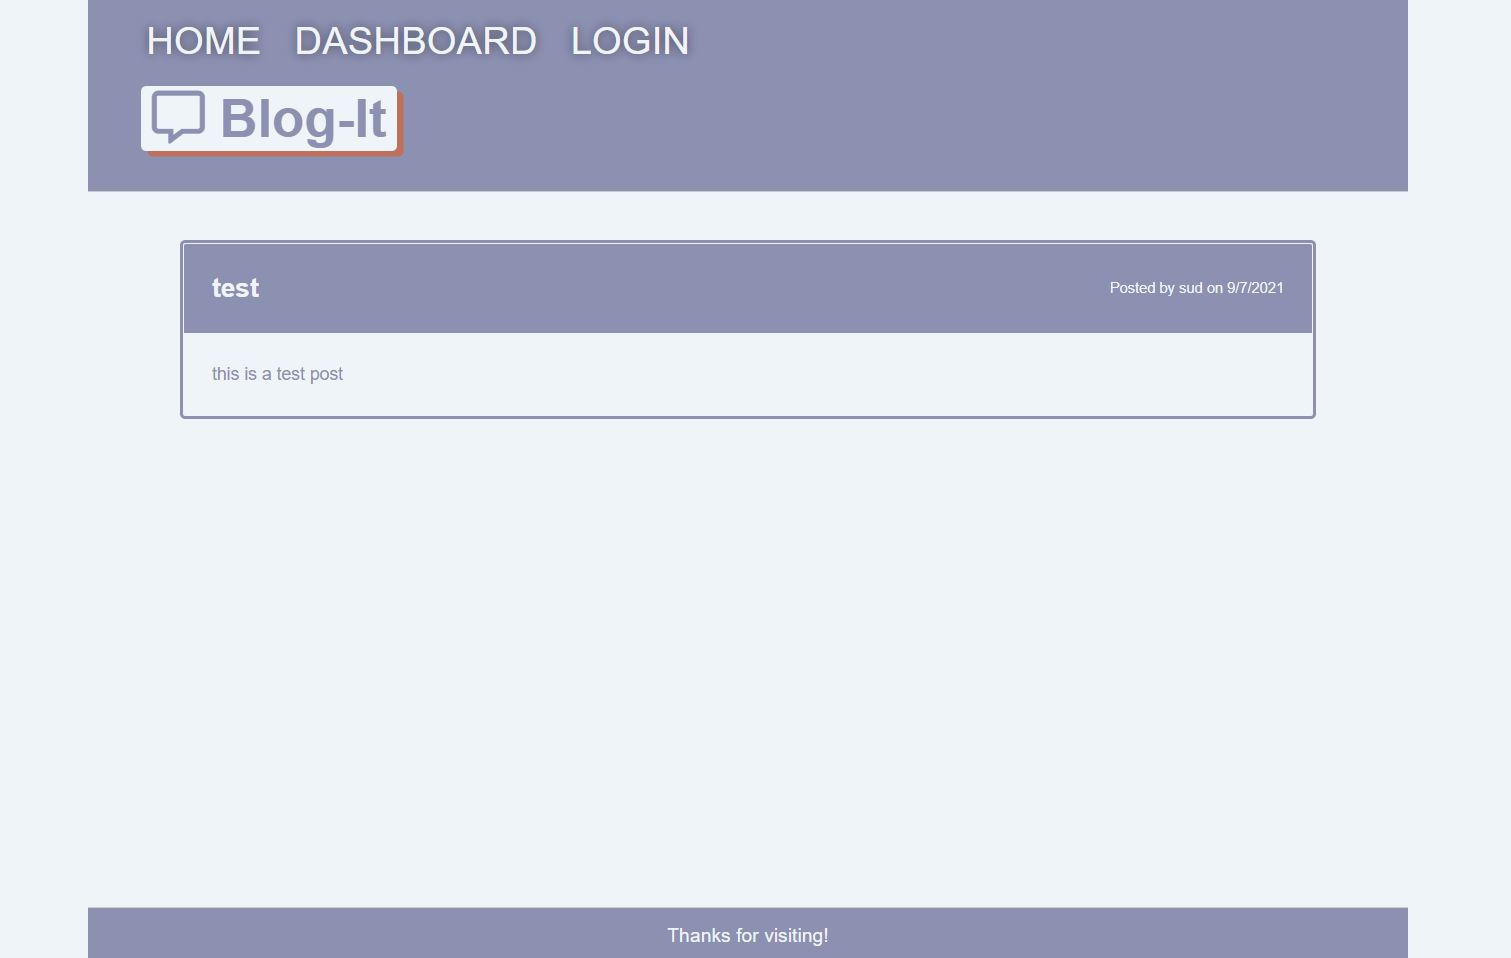 HOME DASHBOARD LOGIN
Blog-It
test
Posted by sud on 9/7/2021
this is a test post
Thanks for visiting!